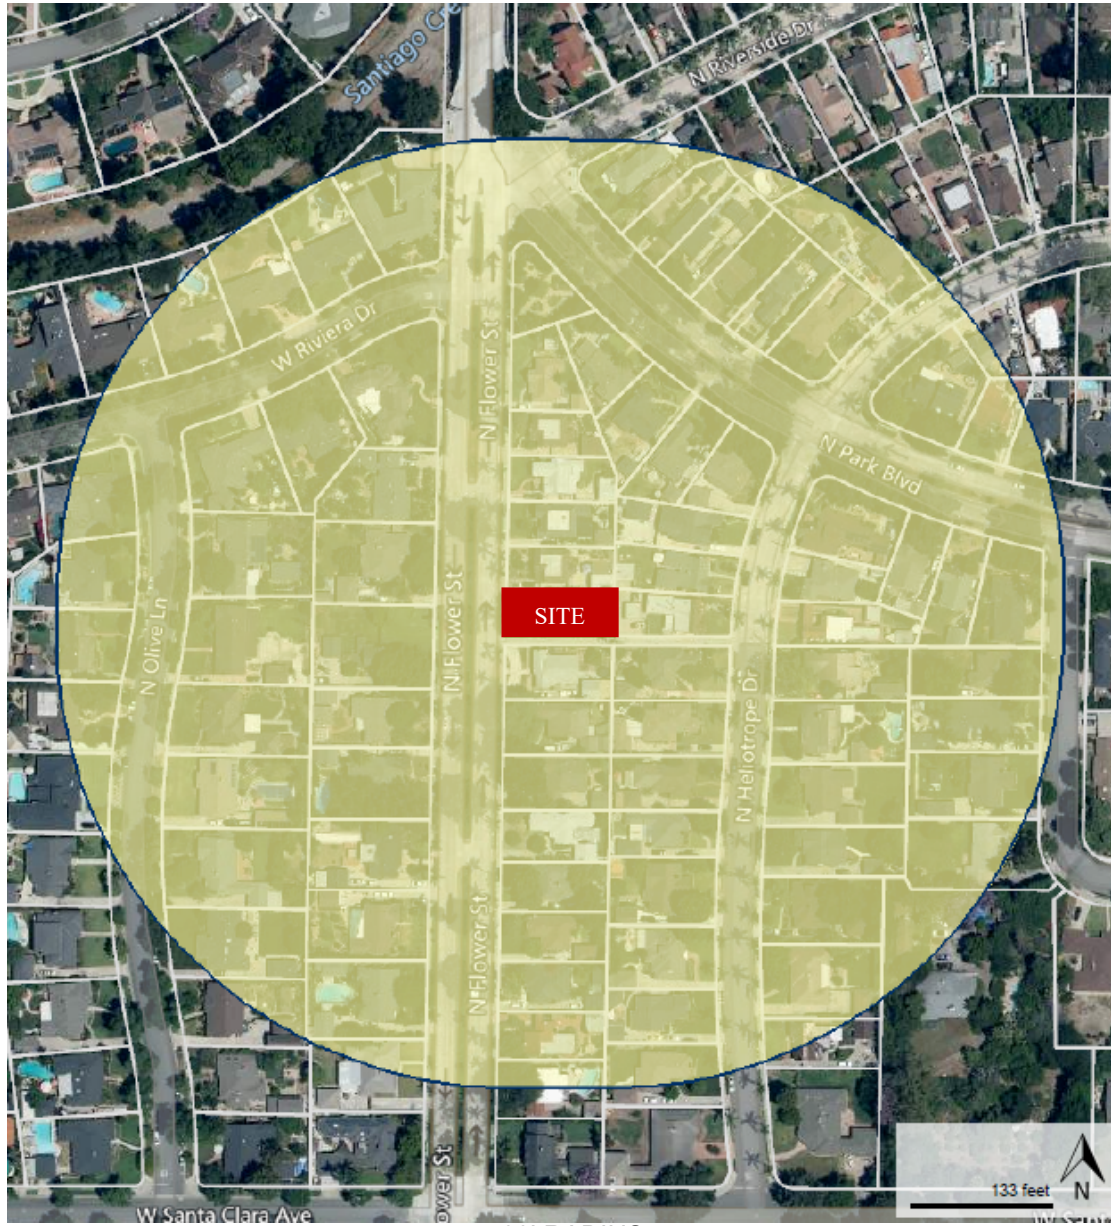 Santiago Cre
N Riverside Dr
W Riviera Dr
N Flower St
N Park Blvd
SITE
N Flower St
N Olive Ln
N Heliotrope Dr
N Flower St
ower St
133 feet
N
W Santa Clara Ave